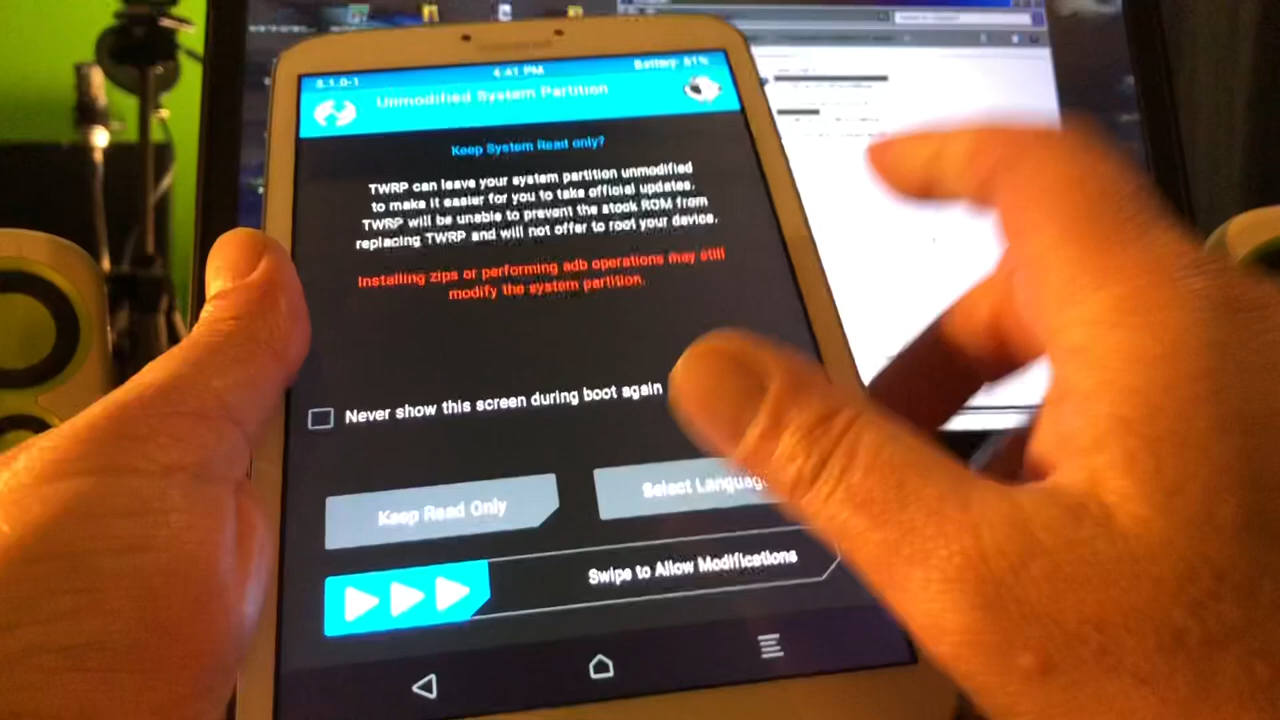 3.1.0-1
4:41 PM
Battery: 61%
Unmodified System Partition
Keep System Read only?
TWRP can leave your system partition unmodified
to make it easier for you to take official updates.
TWRP will be unable to prevent the stock ROM from
replacing TWRP and will not offer to root your device.
Installing zips or performing adb operations may still
modify the system partition.
Never show this screen during boot again
Keep Read Only
Select Language
Swipe to Allow Modifications